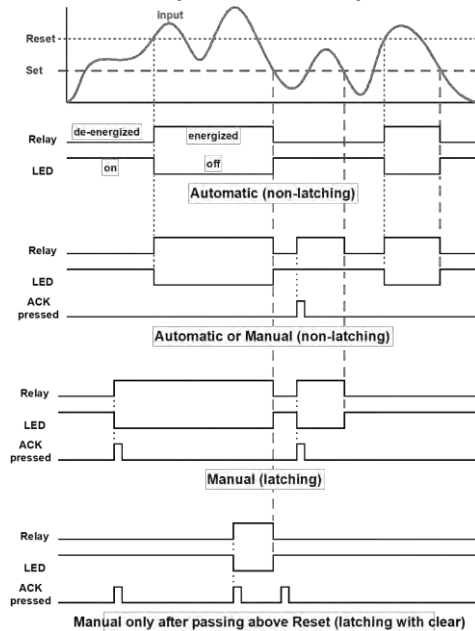 Input
Reset
Set
de-energized
energized
Relay
LED
on
off
Automatic (non-latching)
Relay
LED
ACK
pressed
Automatic or Manual (non-latching)
Relay
LED
ACK
pressed
Manual (latching)
Relay
LED
ACK
pressed
Manual only after passing above Reset (latching with clear)